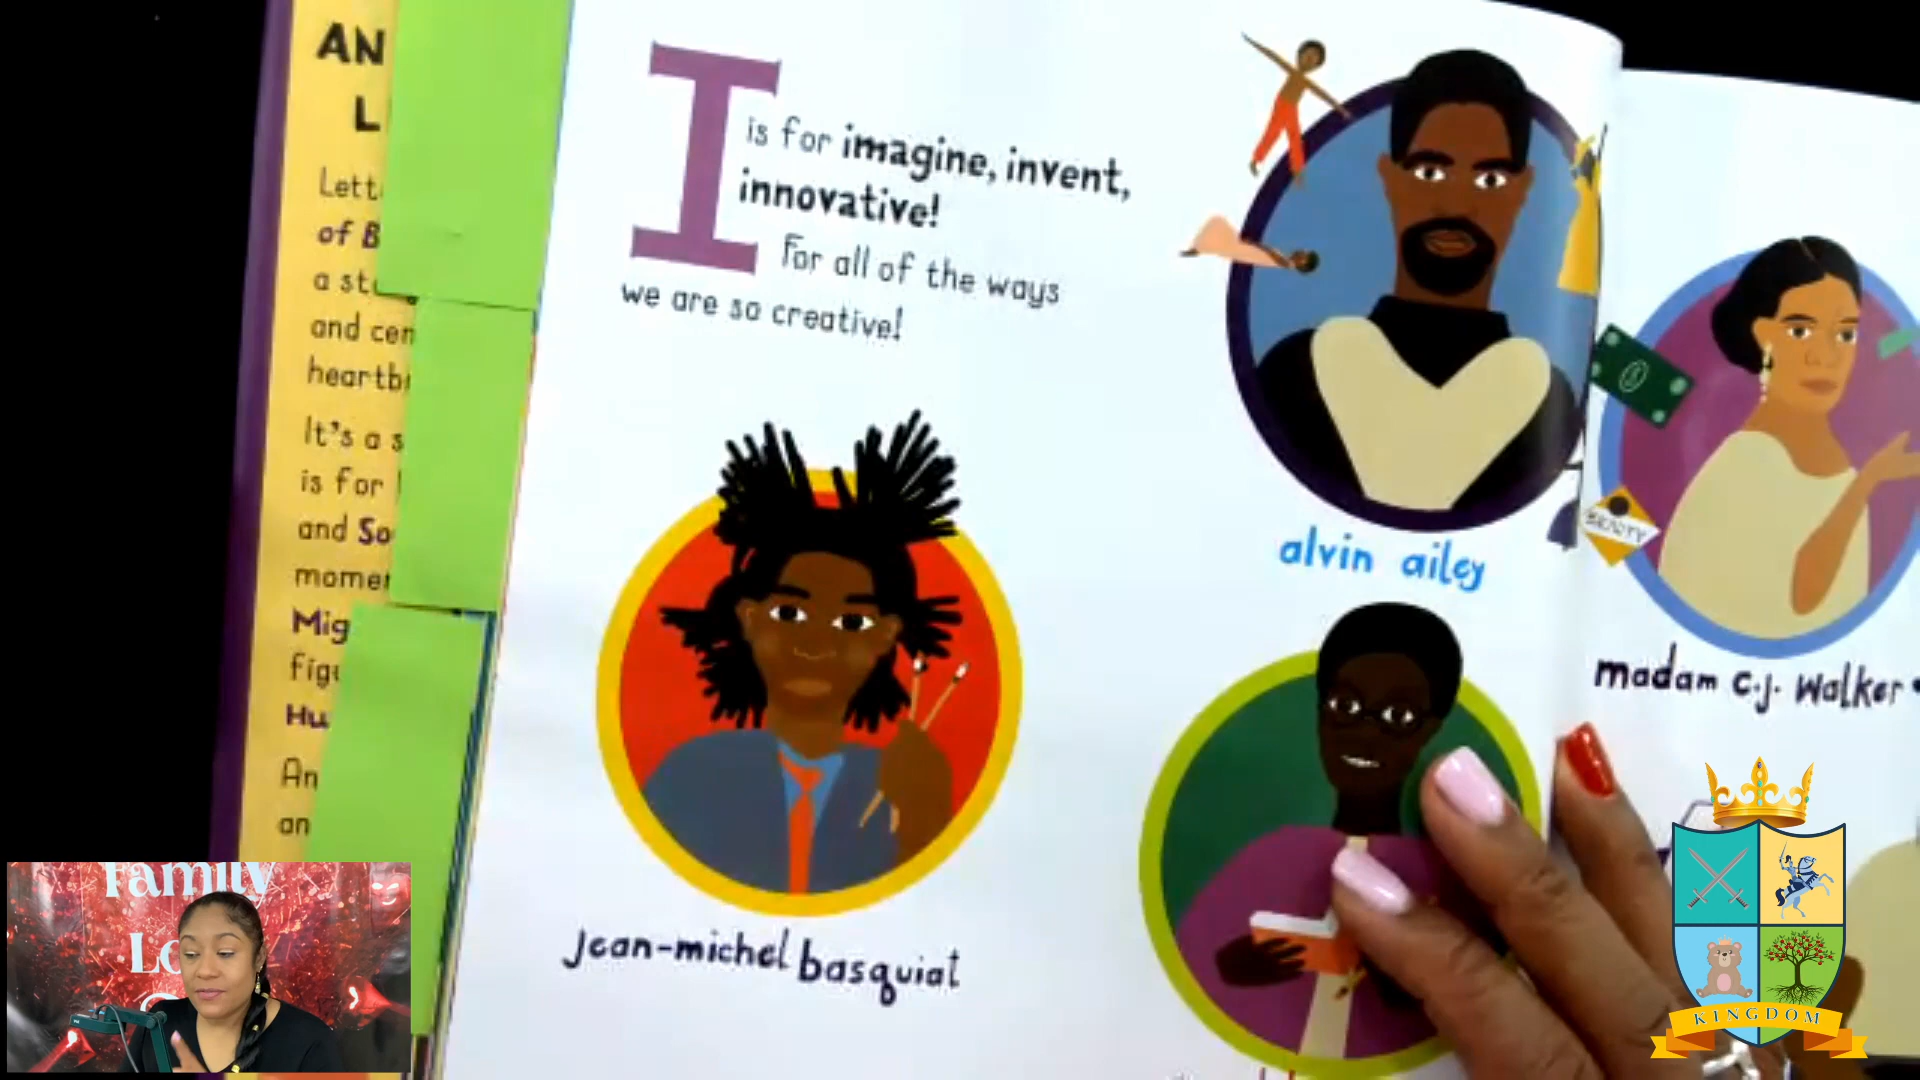 AN
L
Lett
of B
a st
and cen
heartb
It's a s
is for
and So
momen
Mig
fig
Hu
An
an
I
is for imagine, invent,
innovative!
For all of the ways
we are so creative!
alvin ailey
BEAUTY
madam c.j. walker
jean-michel basquiat
Family
Lo
KINGDOM